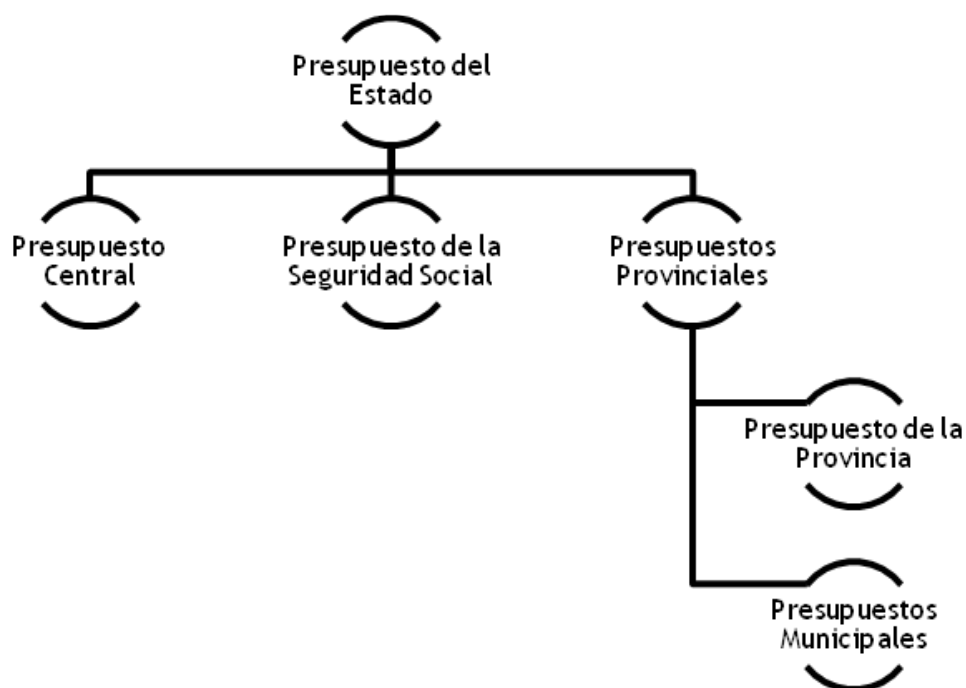 Presupuesto del
Estado
Presupuesto
Central
Presupuesto de la
Seguridad Social
Presupuestos
Provinciales
Presupuesto de la
Provincia
Presupuestos
Municipales